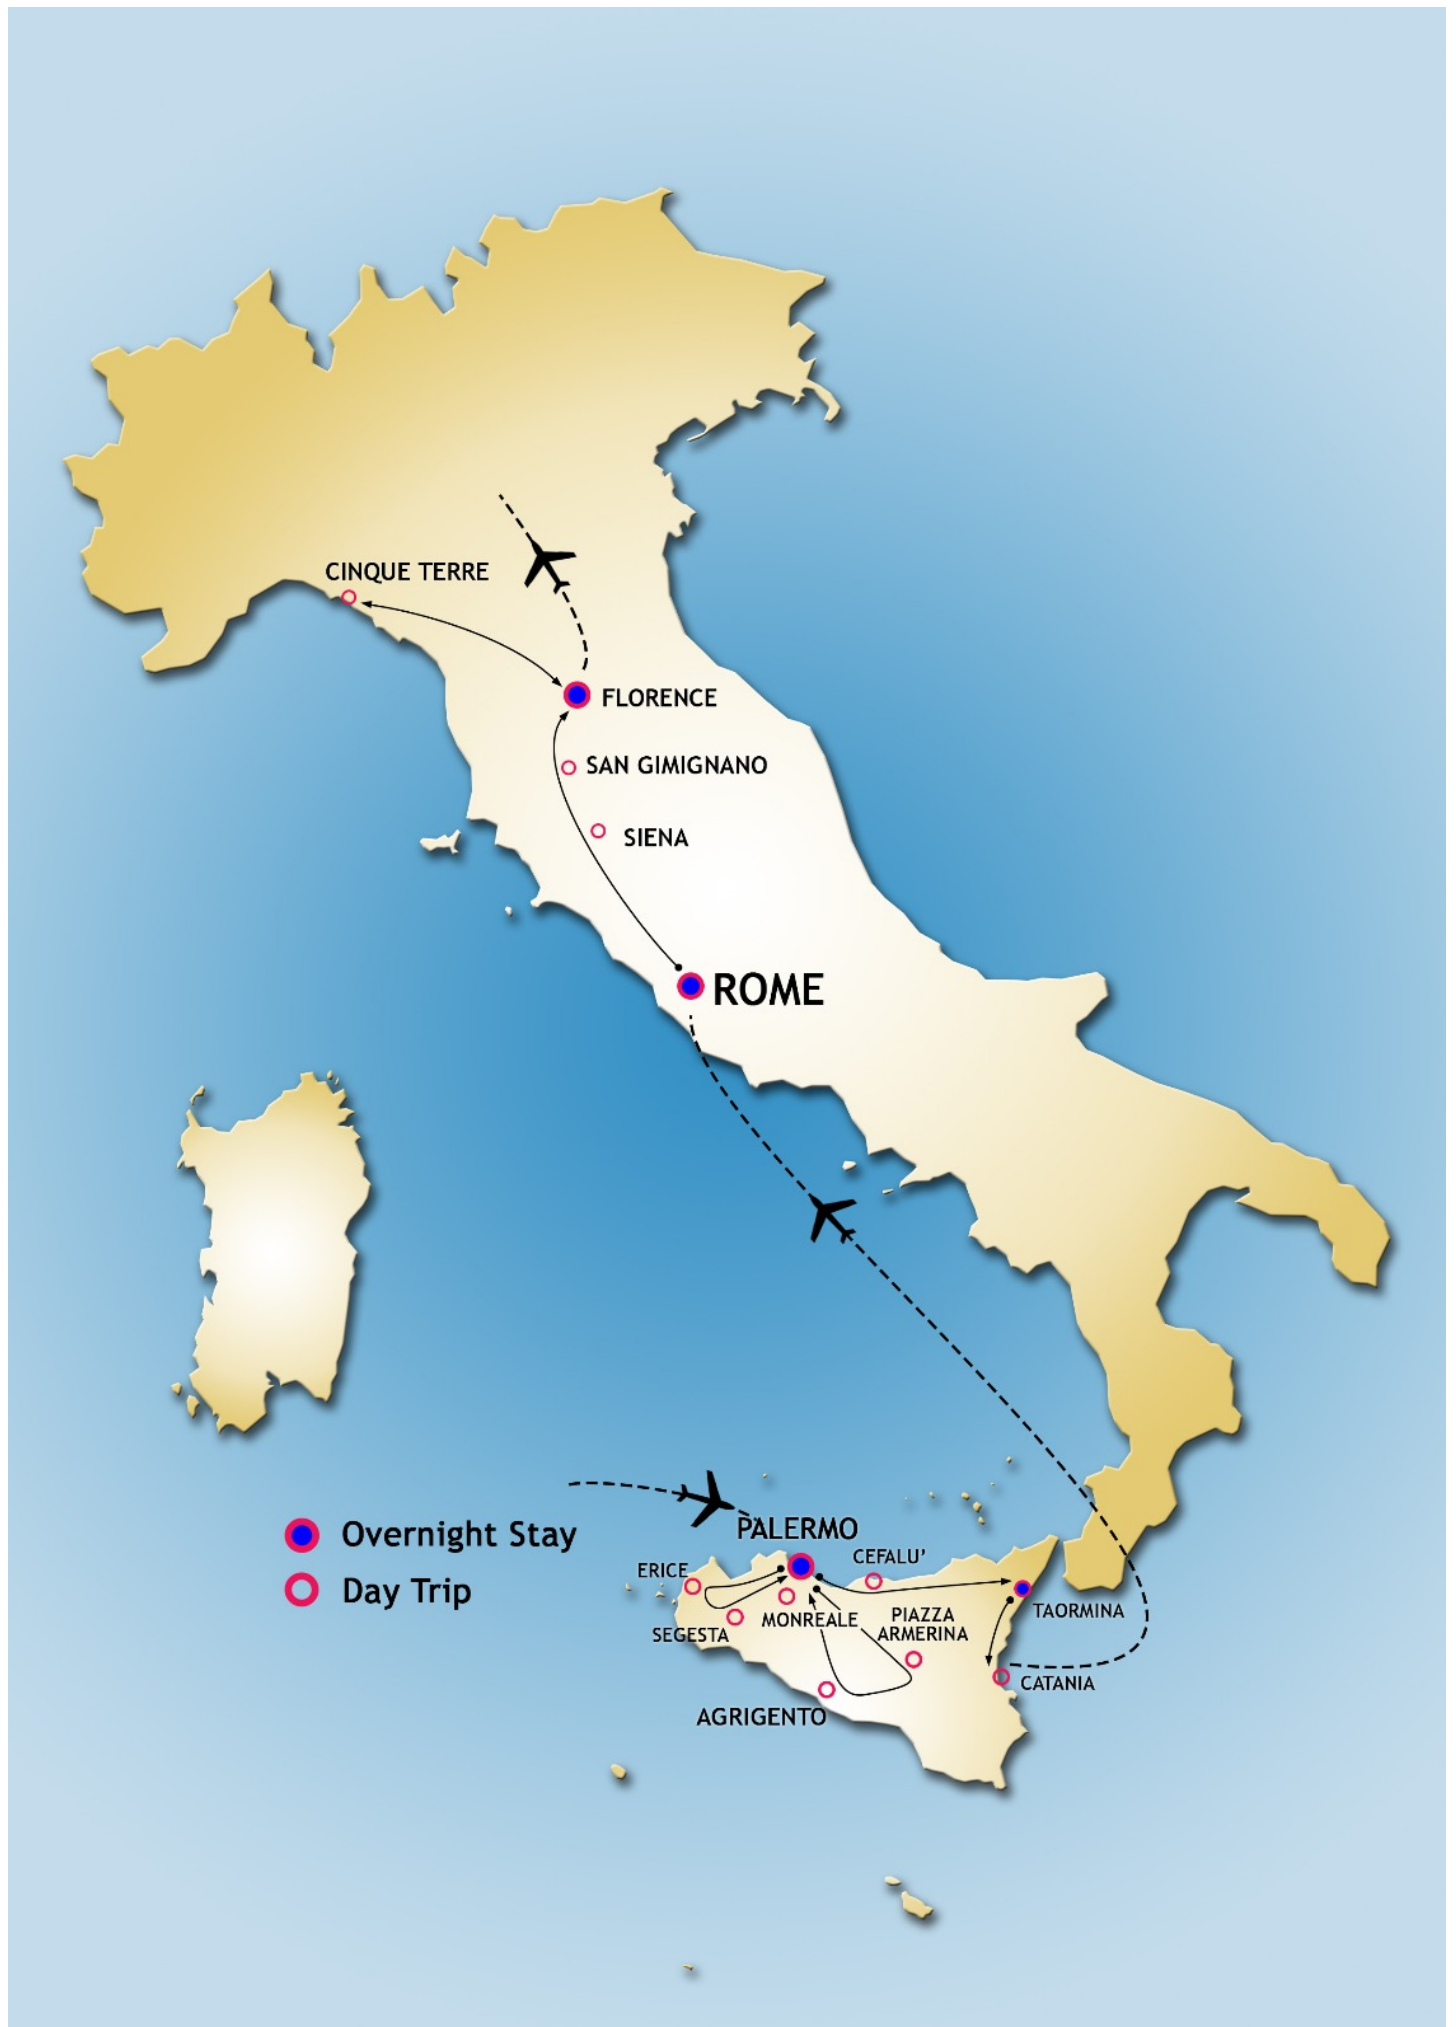 CINQUE TERRE
FLORENCE
SAN GIMIGNANO
SIENA
ROME
PALERMO
Overnight Stay
CEFALU'
ERICE
Day Trip
TAORMINA
MONREALE
PIAZZA
ARMERINA
SEGESTA
CATANIA
AGRIGENTO